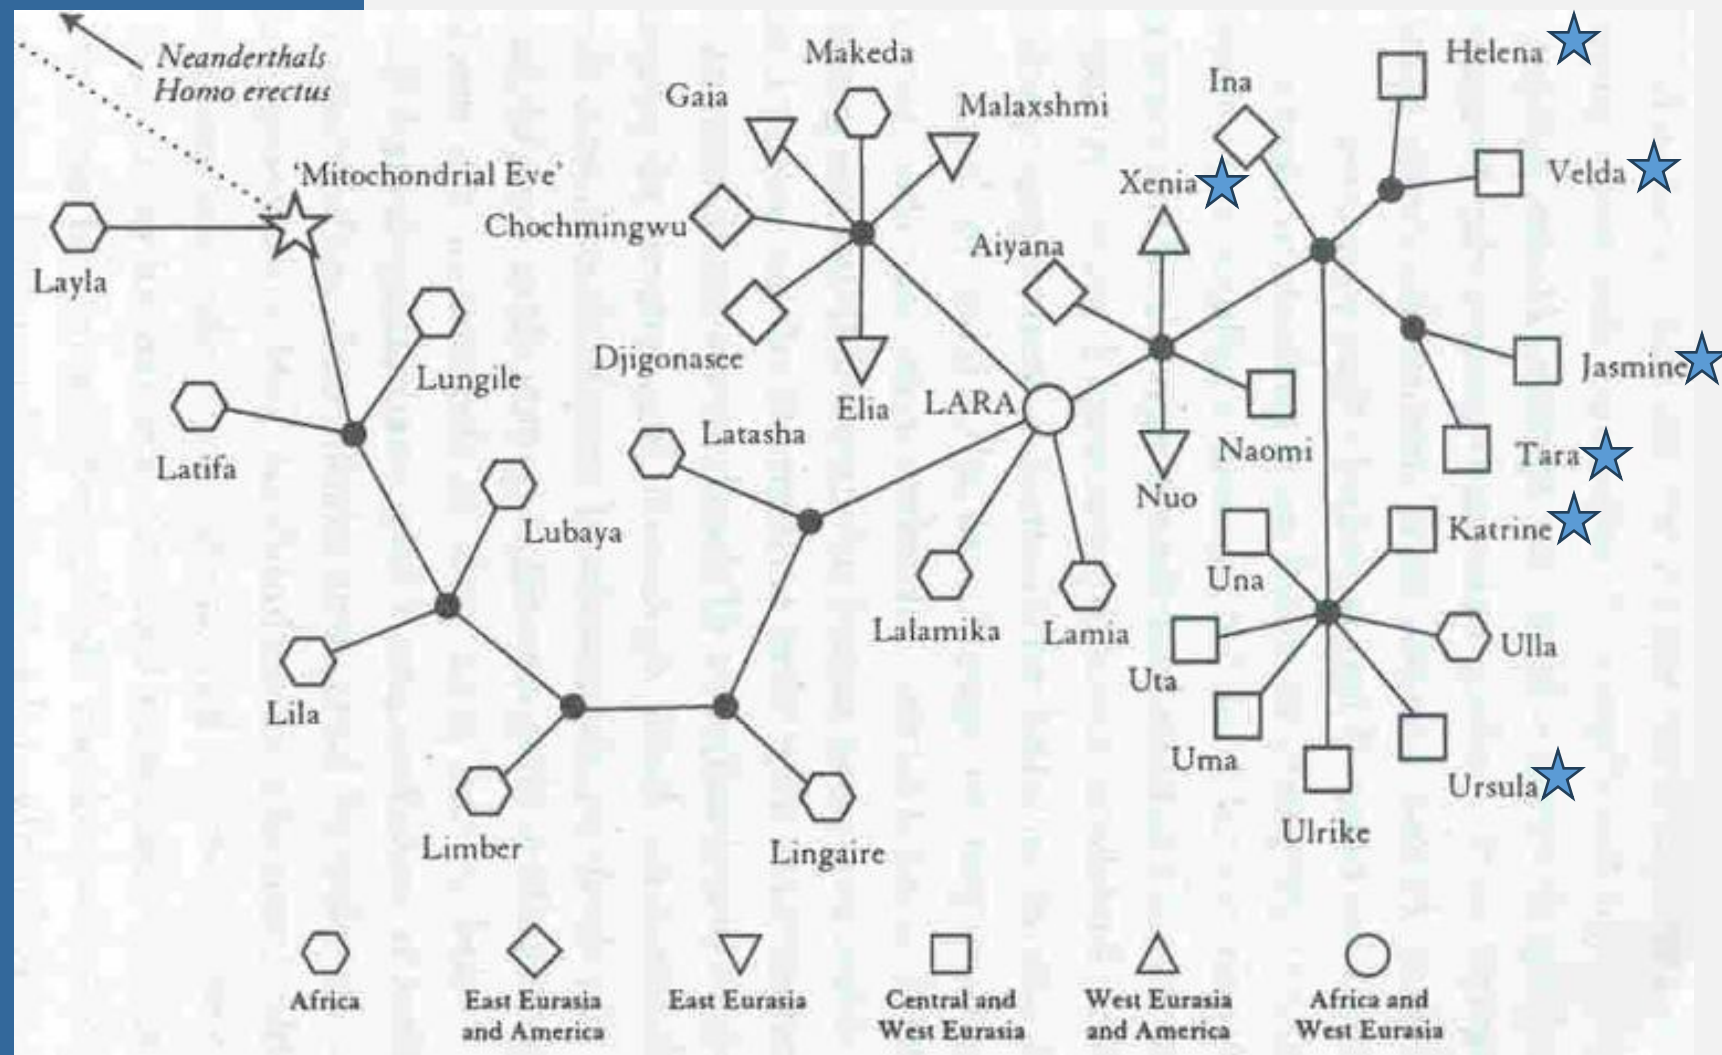 Neanderthals
Homo erectus
'Mitochondrial Eve'
Layla
Lungile
Latifa
Lubaya
Lila
Limber
Lingaire
Makeda
Gaia
Malaxshmi
Chochmingwu
Djigonasee
Elia
Latasha
LARA
Lalamika
Lamia
Aiyana
Xenia
Ina
Helena
Velda
Jasmine
Tara
Naomi
Nuo
Una
Katrine
Uta
Ulla
Uma
Ulrike
Ursula
Africa
East Eurasia
and America
East Eurasia
Central and
West Eurasia
West Eurasia
and America
Africa and
West Eurasia